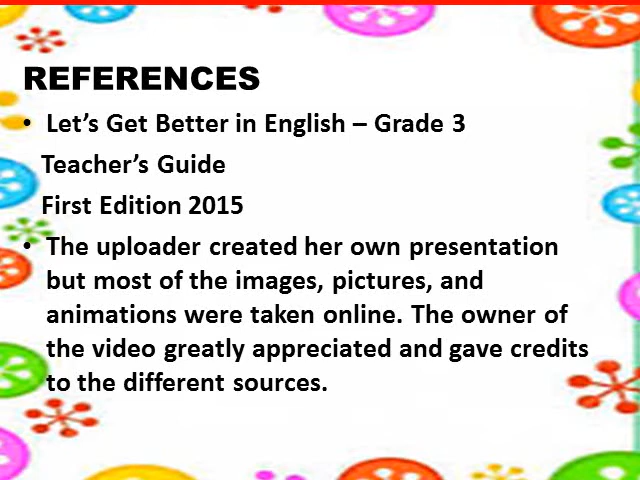 REFERENCES
• Let’s Get Better in English – Grade 3
Teacher’s Guide
First Edition 2015
• The uploader created her own presentation
but most of the images, pictures, and
animations were taken online. The owner of
the video greatly appreciated and gave credits
to the different sources.